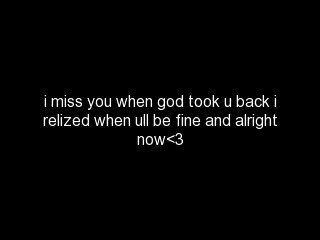 i miss you when god took u back i
relized when ull be fine and alright
now<3